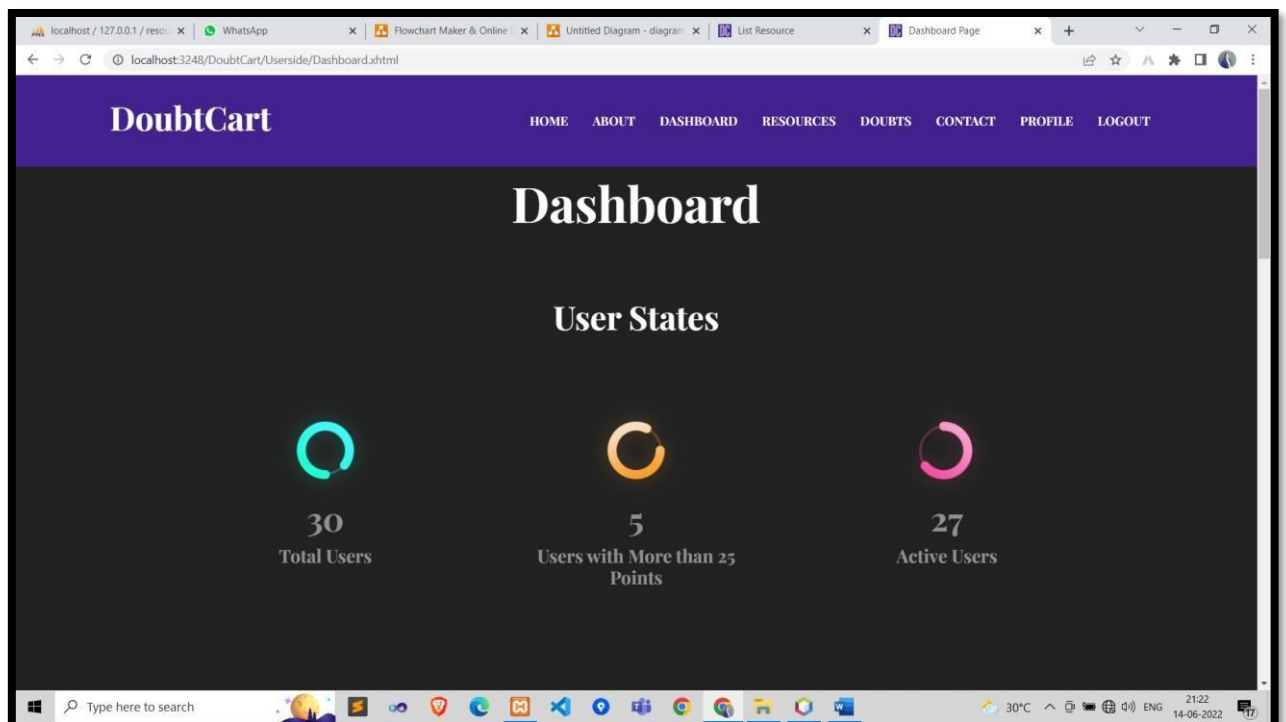 localhost / 127.0.0.1 / resou
WhatsApp
Flowchart Maker & Online
Untitled Diagram - diagram
List Resource
Dashboard Page
localhost:3248/DoubtCart/Userside/Dashboard.xhtml
DoubtCart
HOME ABOUT DASHBOARD RESOURCES DOUBTS CONTACT PROFILE LOGOUT
Dashboard
User States
30
Total Users
5
Users with More than 25
Points
27
Active Users
Type here to search
30°C
ENG
21:22
14-06-2022
17